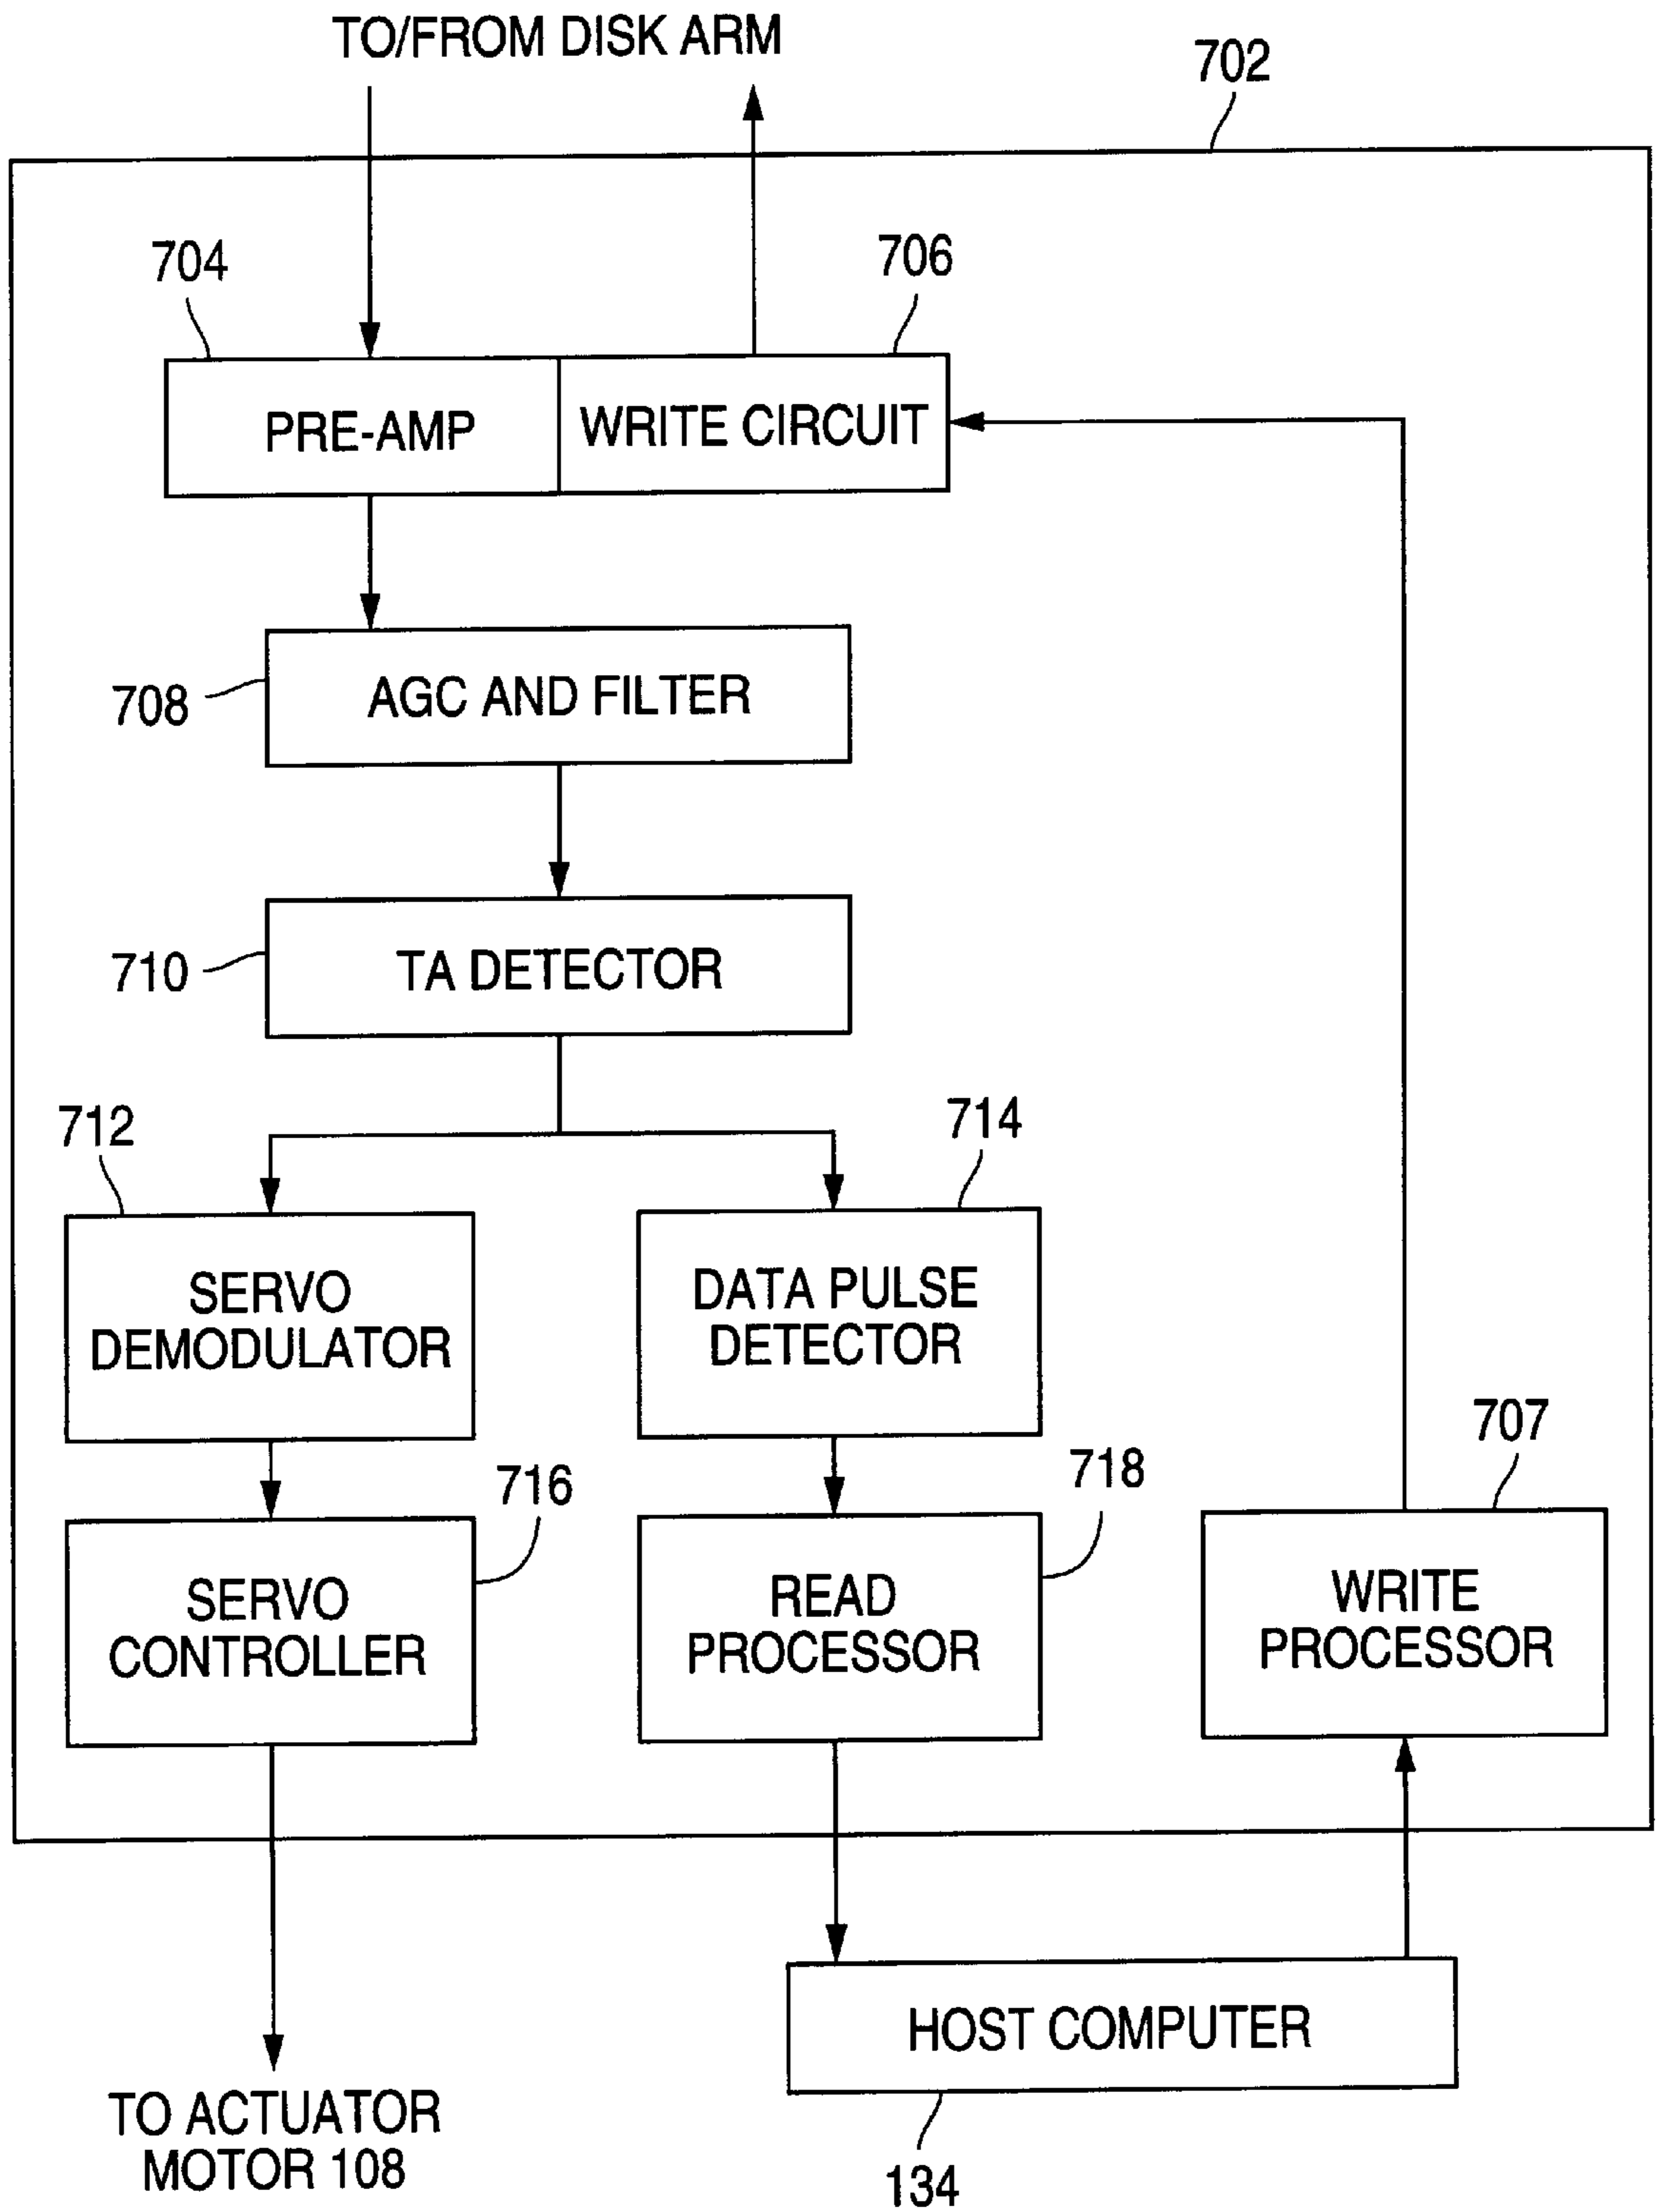 TO/FROM DISK ARM
702
704
706
PRE-AMP
WRITE CIRCUIT
708
AGC AND FILTER
710
TA DETECTOR
712
714
SERVO
DEMODULATOR
DATA PULSE
DETECTOR
707
716
718
SERVO
CONTROLLER
READ
PROCESSOR
WRITE
PROCESSOR
HOST COMPUTER
TO ACTUATOR
MOTOR 108
134